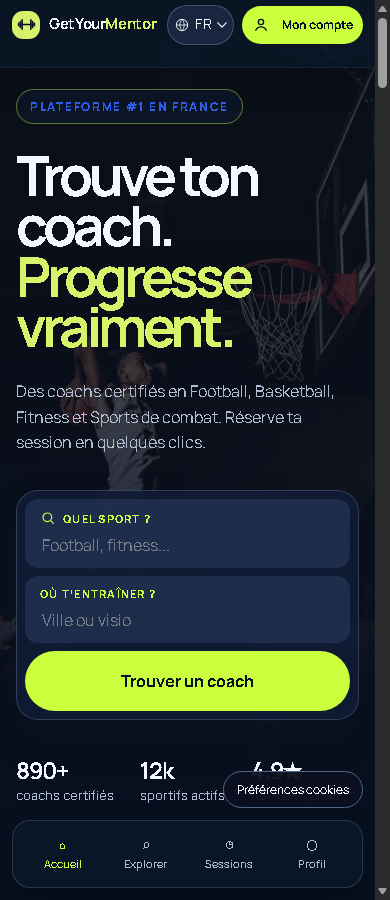 GetYourMentor
FR
Mon compte
PLATEFORME #1 EN FRANCE
Trouve ton
coach.
Progresse
vraiment.
Des coachs certifiés en Football, Basketball,
Fitness et Sports de combat. Réserve ta
session en quelques clics.
QUEL SPORT ?
Football, fitness...
OÙ T'ENTRAÎNER ?
Ville ou visio
Trouver un coach
890+ 12k 4.9★
coachs certifiés sportifs actifs
Préférences cookies
Accueil Explorer Sessions Profil